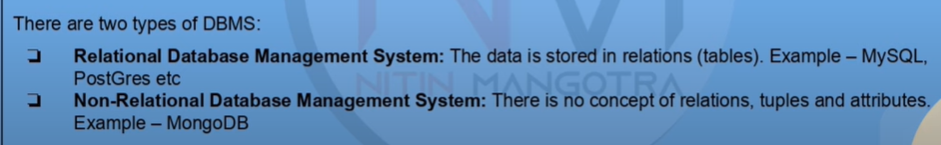 There are two types of DBMS:
❑ Relational Database Management System: The data is stored in relations (tables). Example – MySQL,
PostGres etc
❑ Non-Relational Database Management System: There is no concept of relations, tuples and attributes.
Example – MongoDB
NITIN MANGOTRA